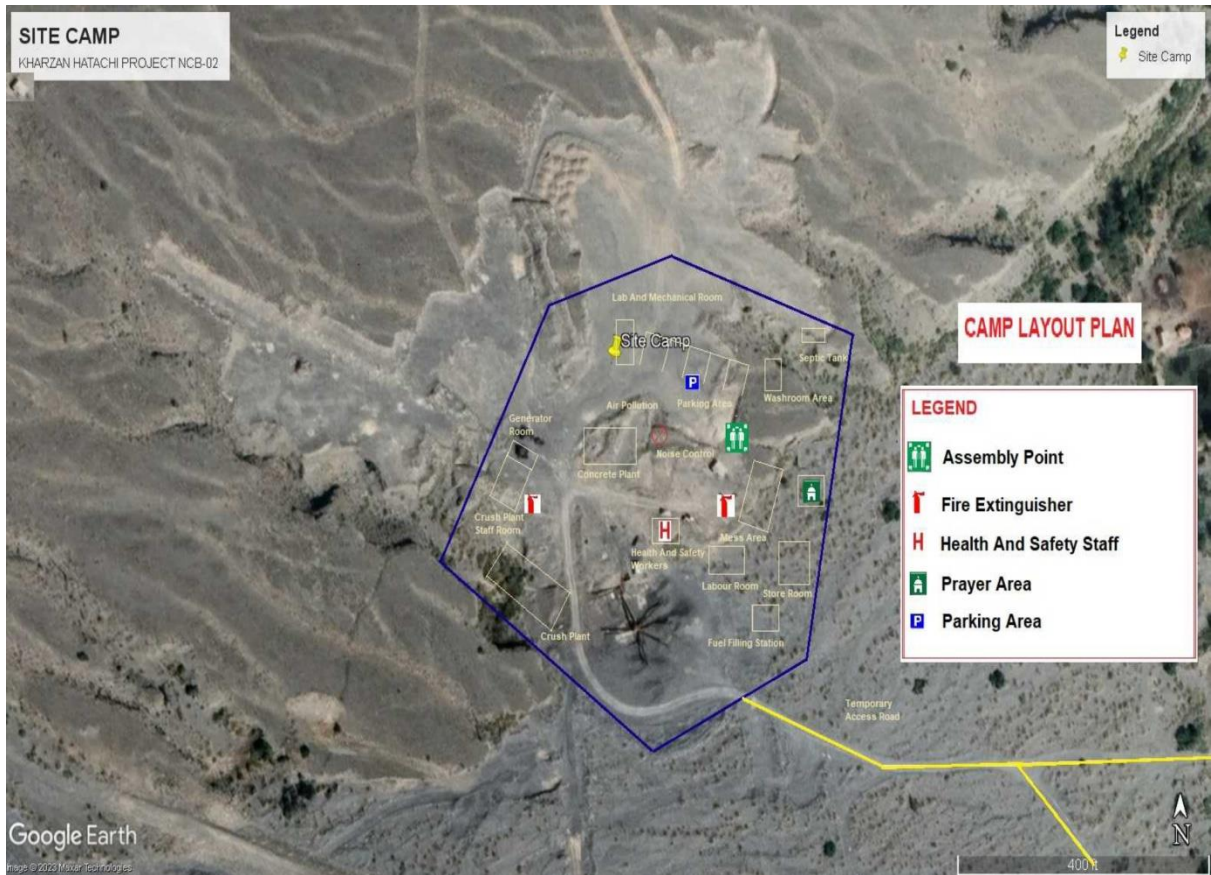 SITE CAMP
KHARZAN HATACHI PROJECT NCB-02
Legend
Site Camp
Lab And Mechanical Room
Site Camp
Septic Tank
P
Parking Area
Washroom Area
Air Pollution
Generator
Room
Noise Control
Concrete Plant
Crush Plant
Staff Room
Mess Area
H
Health And Safety
Workers
Labour Room
Store Room
Crush Plant
Fuel Filling Station
Temporary
Access Road
CAMP LAYOUT PLAN
LEGEND
Assembly Point
Fire Extinguisher
H Health And Safety Staff
Prayer Area
P Parking Area
Google Earth
Image © 2023 Maxar Technologies
N
400 ft